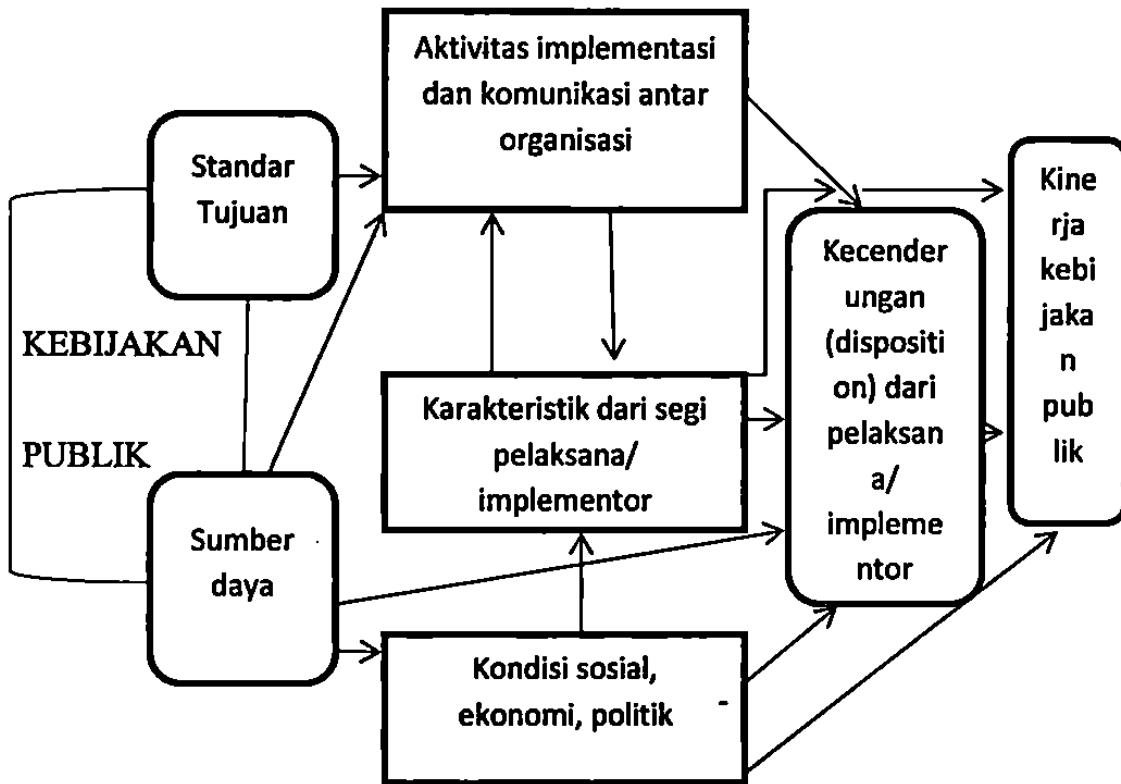 Aktivitas implementasi
dan komunikasi antar
organisasi
Standar
Tujuan
KEBIJAKAN
PUBLIK
Sumber
daya
Karakteristik dari segi
pelaksana/
implementor
Kondisi sosial,
ekonomi, politik
Kecender
ungan
(dispositi
on) dari
pelaksan
a/
impleme
ntor
Kine
rja
kebi
jaka
n
pub
lik